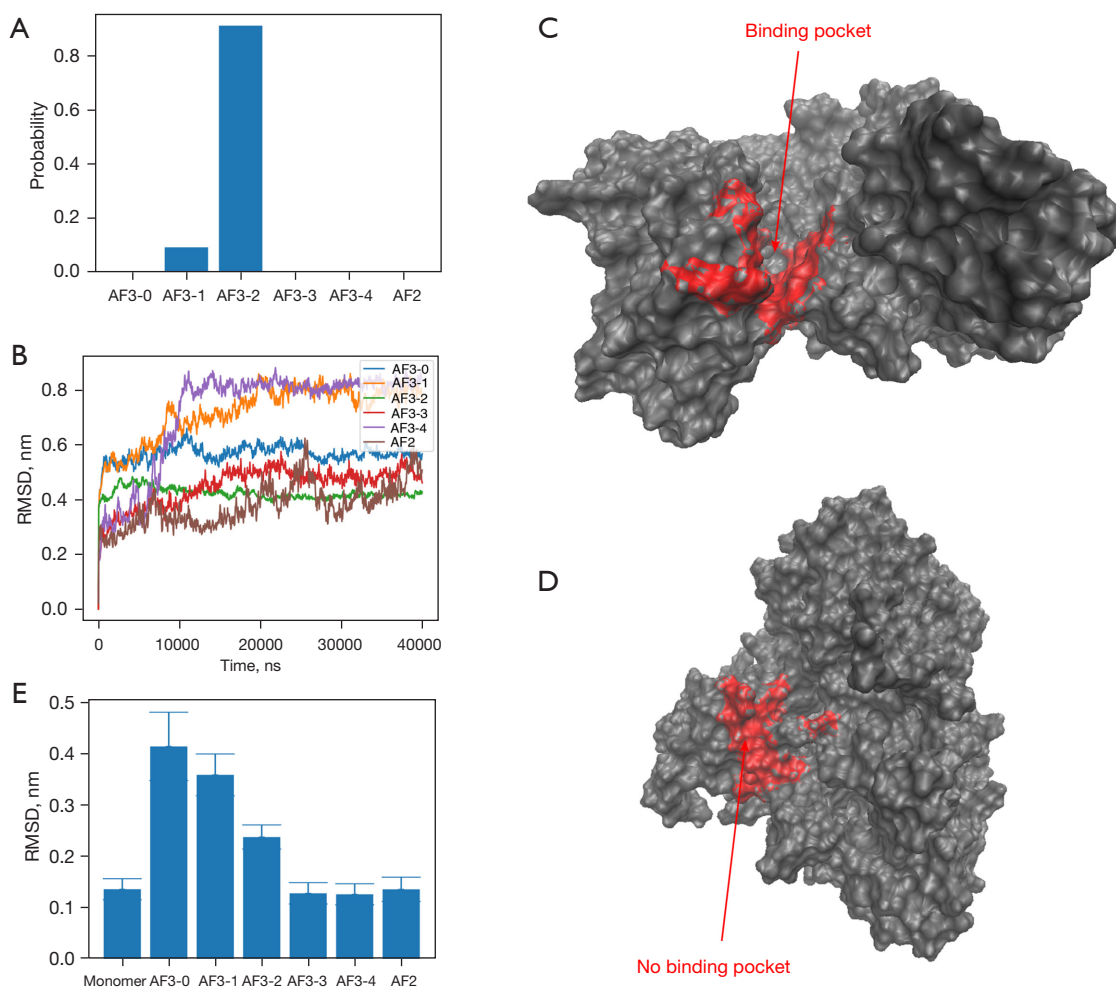 A
0.8
0.6
0.4
0.2
0.0
Probability
AF3-0 AF3-1 AF3-2 AF3-3 AF3-4 AF2
B
0.8
0.6
0.4
0.2
0.0
RMSD, nm
AF3-0
AF3-1
AF3-2
AF3-3
AF3-4
AF2
0 10000 20000 30000 40000
Time, ns
E
0.5
0.4
0.3
0.2
0.1
0.0
RMSD, nm
Monomer AF3-0 AF3-1 AF3-2 AF3-3 AF3-4 AF2
C
Binding pocket
D
No binding pocket